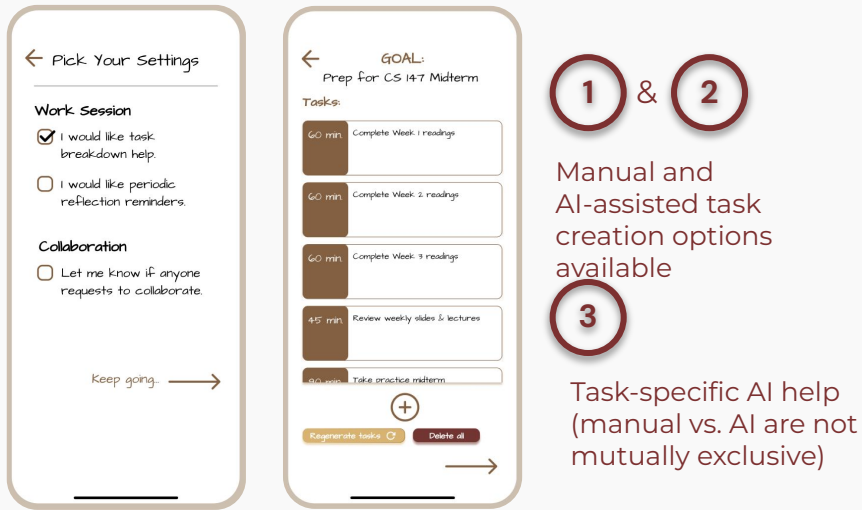 Pick Your Settings
Work Session
I would like task
breakdown help.
I would like periodic
reflection reminders.
Collaboration
Let me know if anyone
requests to collaborate.
Keep going...
GOAL:
Prep for CS 147 Midterm
Tasks:
60 min. Complete Week 1 readings
60 min. Complete Week 2 readings
60 min. Complete Week 3 readings
45 min. Review weekly slides & lectures
90 min. Take practice midterm
Regenerate tasks
Delete all
1 & 2
Manual and
AI-assisted task
creation options
available
3
Task-specific AI help
(manual vs. AI are not
mutually exclusive)